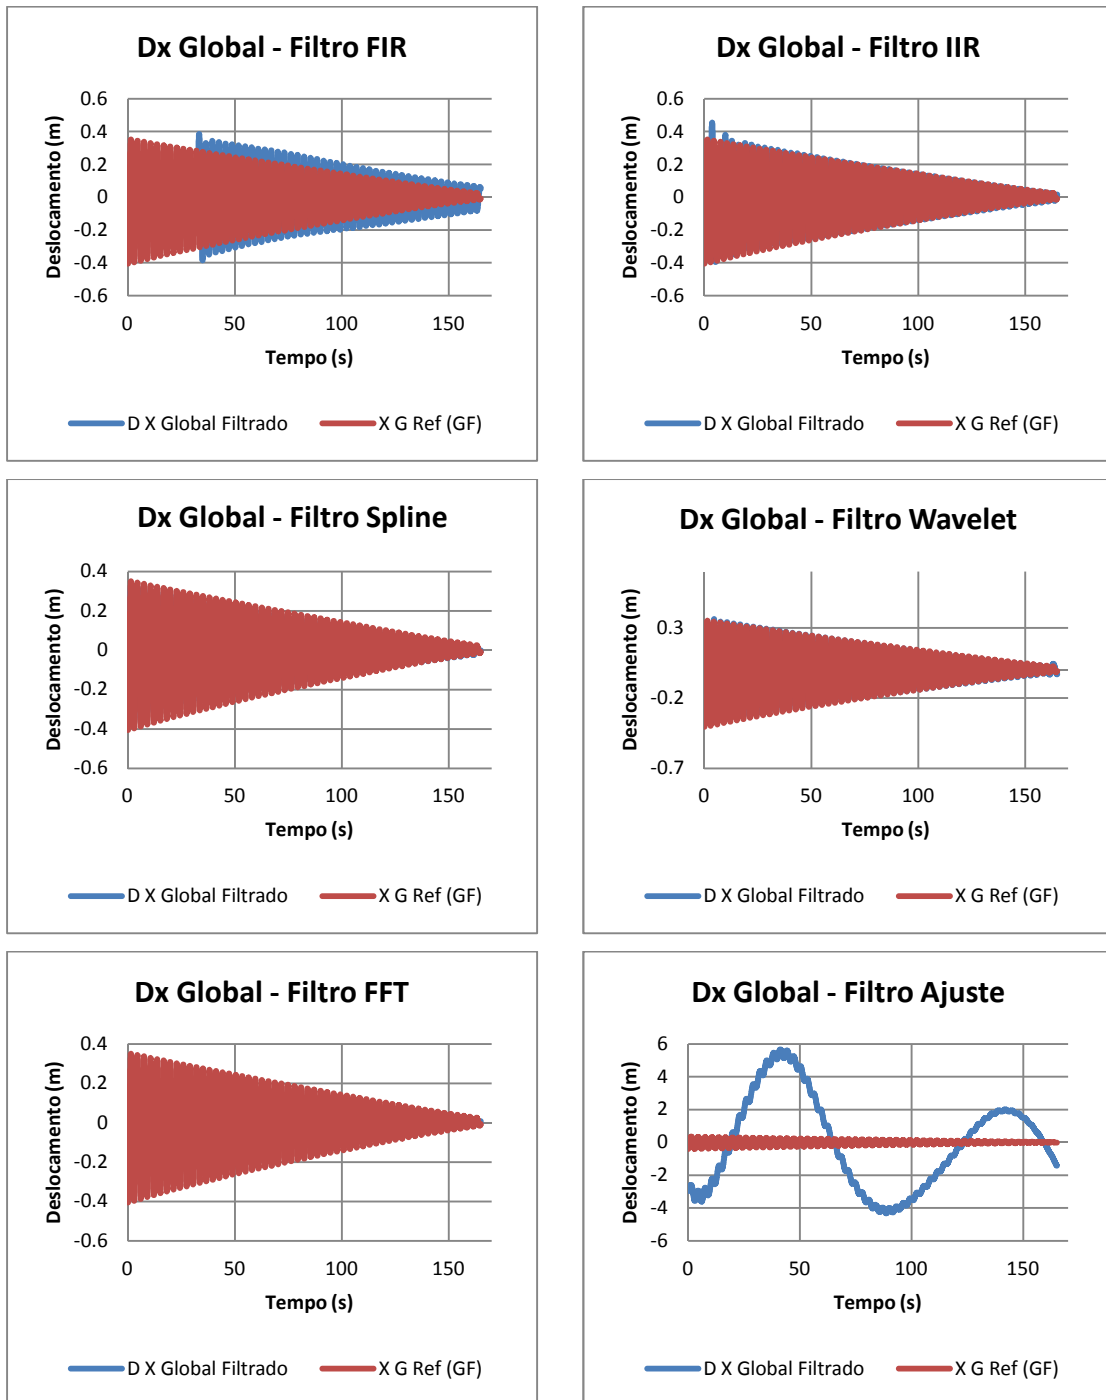 Dx Global - Filtro FIR
Deslocamento (m)
0.6
0.4
0.2
0
-0.2
-0.4
-0.6
0 50 100 150
Tempo (s)
D X Global Filtrado X G Ref (GF)
Dx Global - Filtro IIR
Deslocamento (m)
0.6
0.4
0.2
0
-0.2
-0.4
-0.6
0 50 100 150
Tempo (s)
D X Global Filtrado X G Ref (GF)
Dx Global - Filtro Spline
Deslocamento (m)
0.4
0.2
0
-0.2
-0.4
-0.6
0 50 100 150
Tempo (s)
D X Global Filtrado X G Ref (GF)
Dx Global - Filtro Wavelet
Deslocamento (m)
0.3
-0.2
-0.7
0 50 100 150
Tempo (s)
D X Global Filtrado X G Ref (GF)
Dx Global - Filtro FFT
Deslocamento (m)
0.4
0.2
0
-0.2
-0.4
-0.6
0 50 100 150
Tempo (s)
D X Global Filtrado X G Ref (GF)
Dx Global - Filtro Ajuste
Deslocamento (m)
6
4
2
0
-2
-4
-6
0 50 100 150
Tempo (s)
D X Global Filtrado X G Ref (GF)